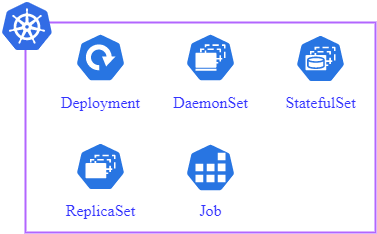 Deployment
DaemonSet
StatefulSet
ReplicaSet
Job